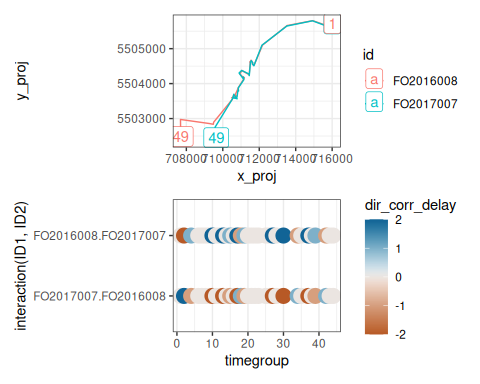 1
5505000
5504000
5503000
y_proj
49
49
708000
710000
712000
714000
716000
x_proj
id
a FO2016008
a FO2017007
interaction(ID1, ID2)
FO2016008.FO2017007
FO2017007.FO2016008
0
10
20
30
40
timegroup
dir_corr_delay
2
1
0
-1
-2